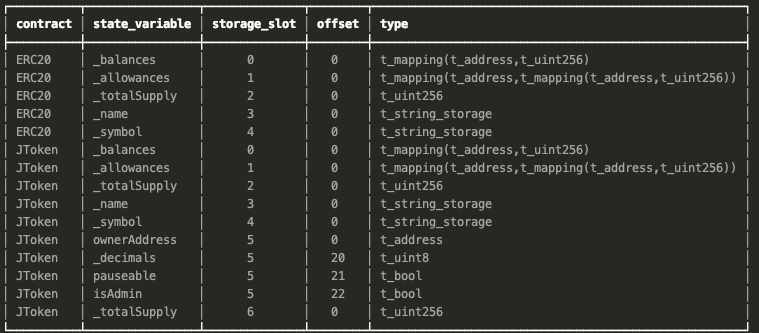 contract state_variable storage_slot offset type
ERC20 _balances 0 0 t_mapping(t_address,t_uint256)
ERC20 _allowances 1 0 t_mapping(t_address,t_mapping(t_address,t_uint256))
ERC20 _totalSupply 2 0 t_uint256
ERC20 _name 3 0 t_string_storage
ERC20 _symbol 4 0 t_string_storage
JToken _balances 0 0 t_mapping(t_address,t_uint256)
JToken _allowances 1 0 t_mapping(t_address,t_mapping(t_address,t_uint256))
JToken _totalSupply 2 0 t_uint256
JToken _name 3 0 t_string_storage
JToken _symbol 4 0 t_string_storage
JToken ownerAddress 5 0 t_address
JToken _decimals 5 20 t_uint8
JToken pauseable 5 21 t_bool
JToken isAdmin 5 22 t_bool
JToken _totalSupply 6 0 t_uint256